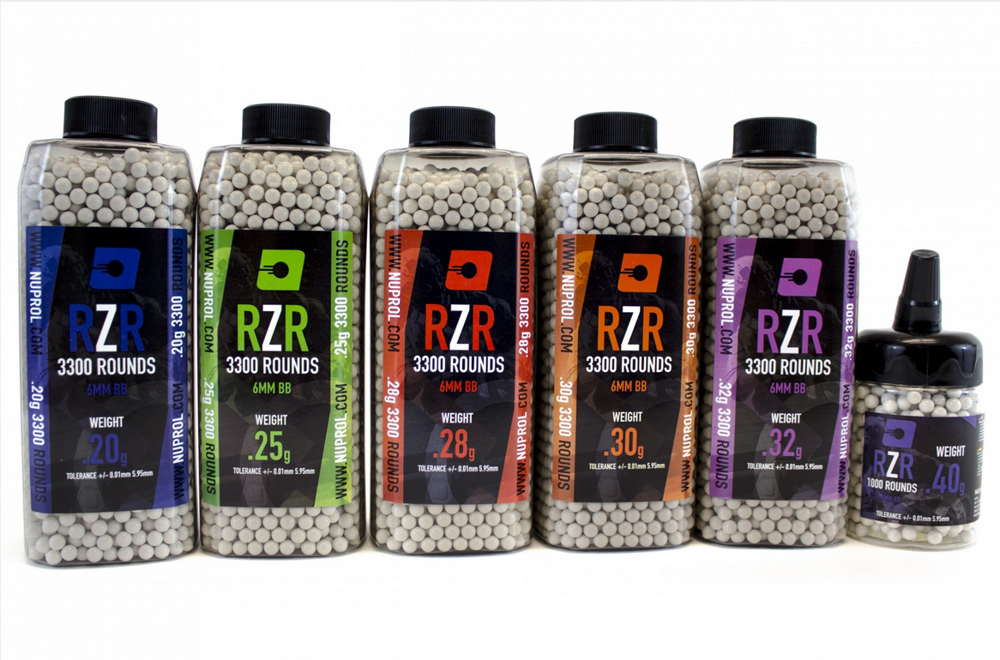 WWW.NUPROL.COM
.20g 3300 ROUNDS
RZR
3300 ROUNDS
6MM BB
WEIGHT
.20g
TOLERANCE +/- 0.01mm 5.95mm
.20g 3300 ROUNDS
WWW.NUPROL.COM
WWW.NUPROL.COM
.25g 3300 ROUNDS
RZR
3300 ROUNDS
6MM BB
WEIGHT
.25g
TOLERANCE +/- 0.01mm 5.95mm
.25g 3300 ROUNDS
WWW.NUPROL.COM
WWW.NUPROL.COM
.28g 3300 ROUNDS
RZR
3300 ROUNDS
6MM BB
WEIGHT
.28g
TOLERANCE +/- 0.01mm 5.95mm
.28g 3300 ROUNDS
WWW.NUPROL.COM
WWW.NUPROL.COM
.30g 3300 ROUNDS
RZR
3300 ROUNDS
6MM BB
WEIGHT
.30g
TOLERANCE +/- 0.01mm 5.95mm
.30g 3300 ROUNDS
WWW.NUPROL.COM
WWW.NUPROL.COM
.32g 3300 ROUNDS
RZR
3300 ROUNDS
6MM BB
WEIGHT
.32g
TOLERANCE +/- 0.01mm 5.95mm
.32g 3300 ROUNDS
WWW.NUPROL.COM
RZR
1000 ROUNDS
6MM BB
WEIGHT
.40g
TOLERANCE +/- 0.01mm 5.95mm